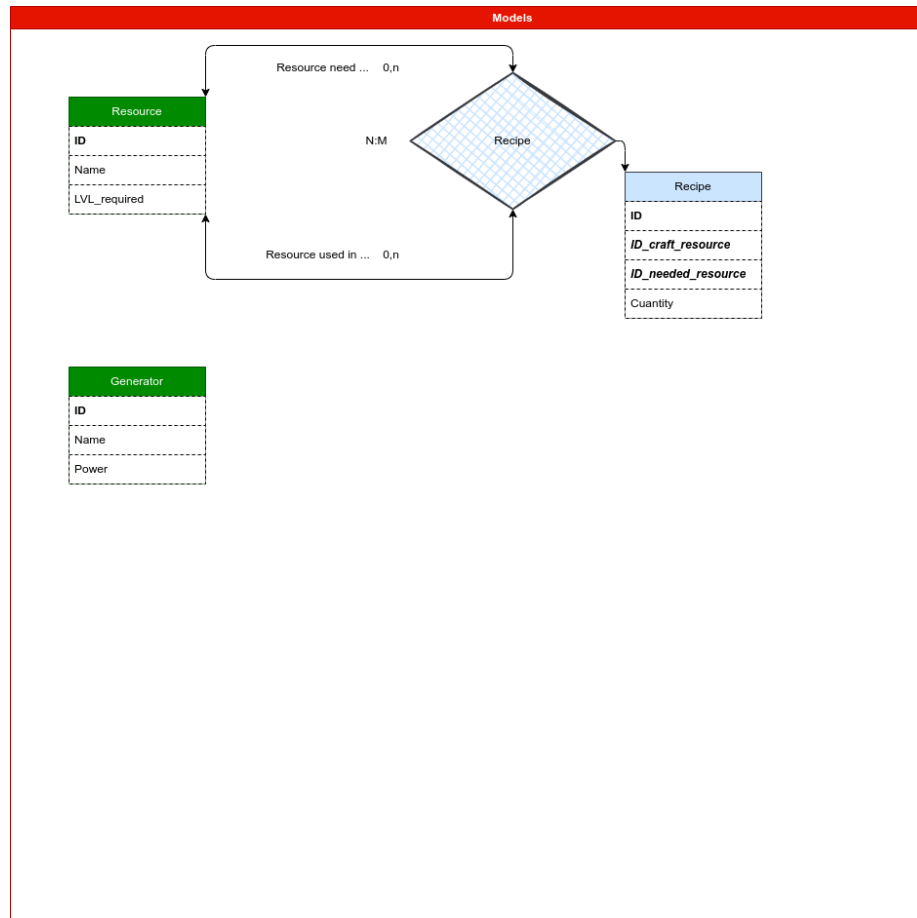 Models
Resource need ... 0,n
Resource
ID
Name
LVL_required
N:M
Recipe
Recipe
ID
ID_craft_resource
ID_needed_resource
Cuantity
Resource used in ... 0,n
Generator
ID
Name
Power